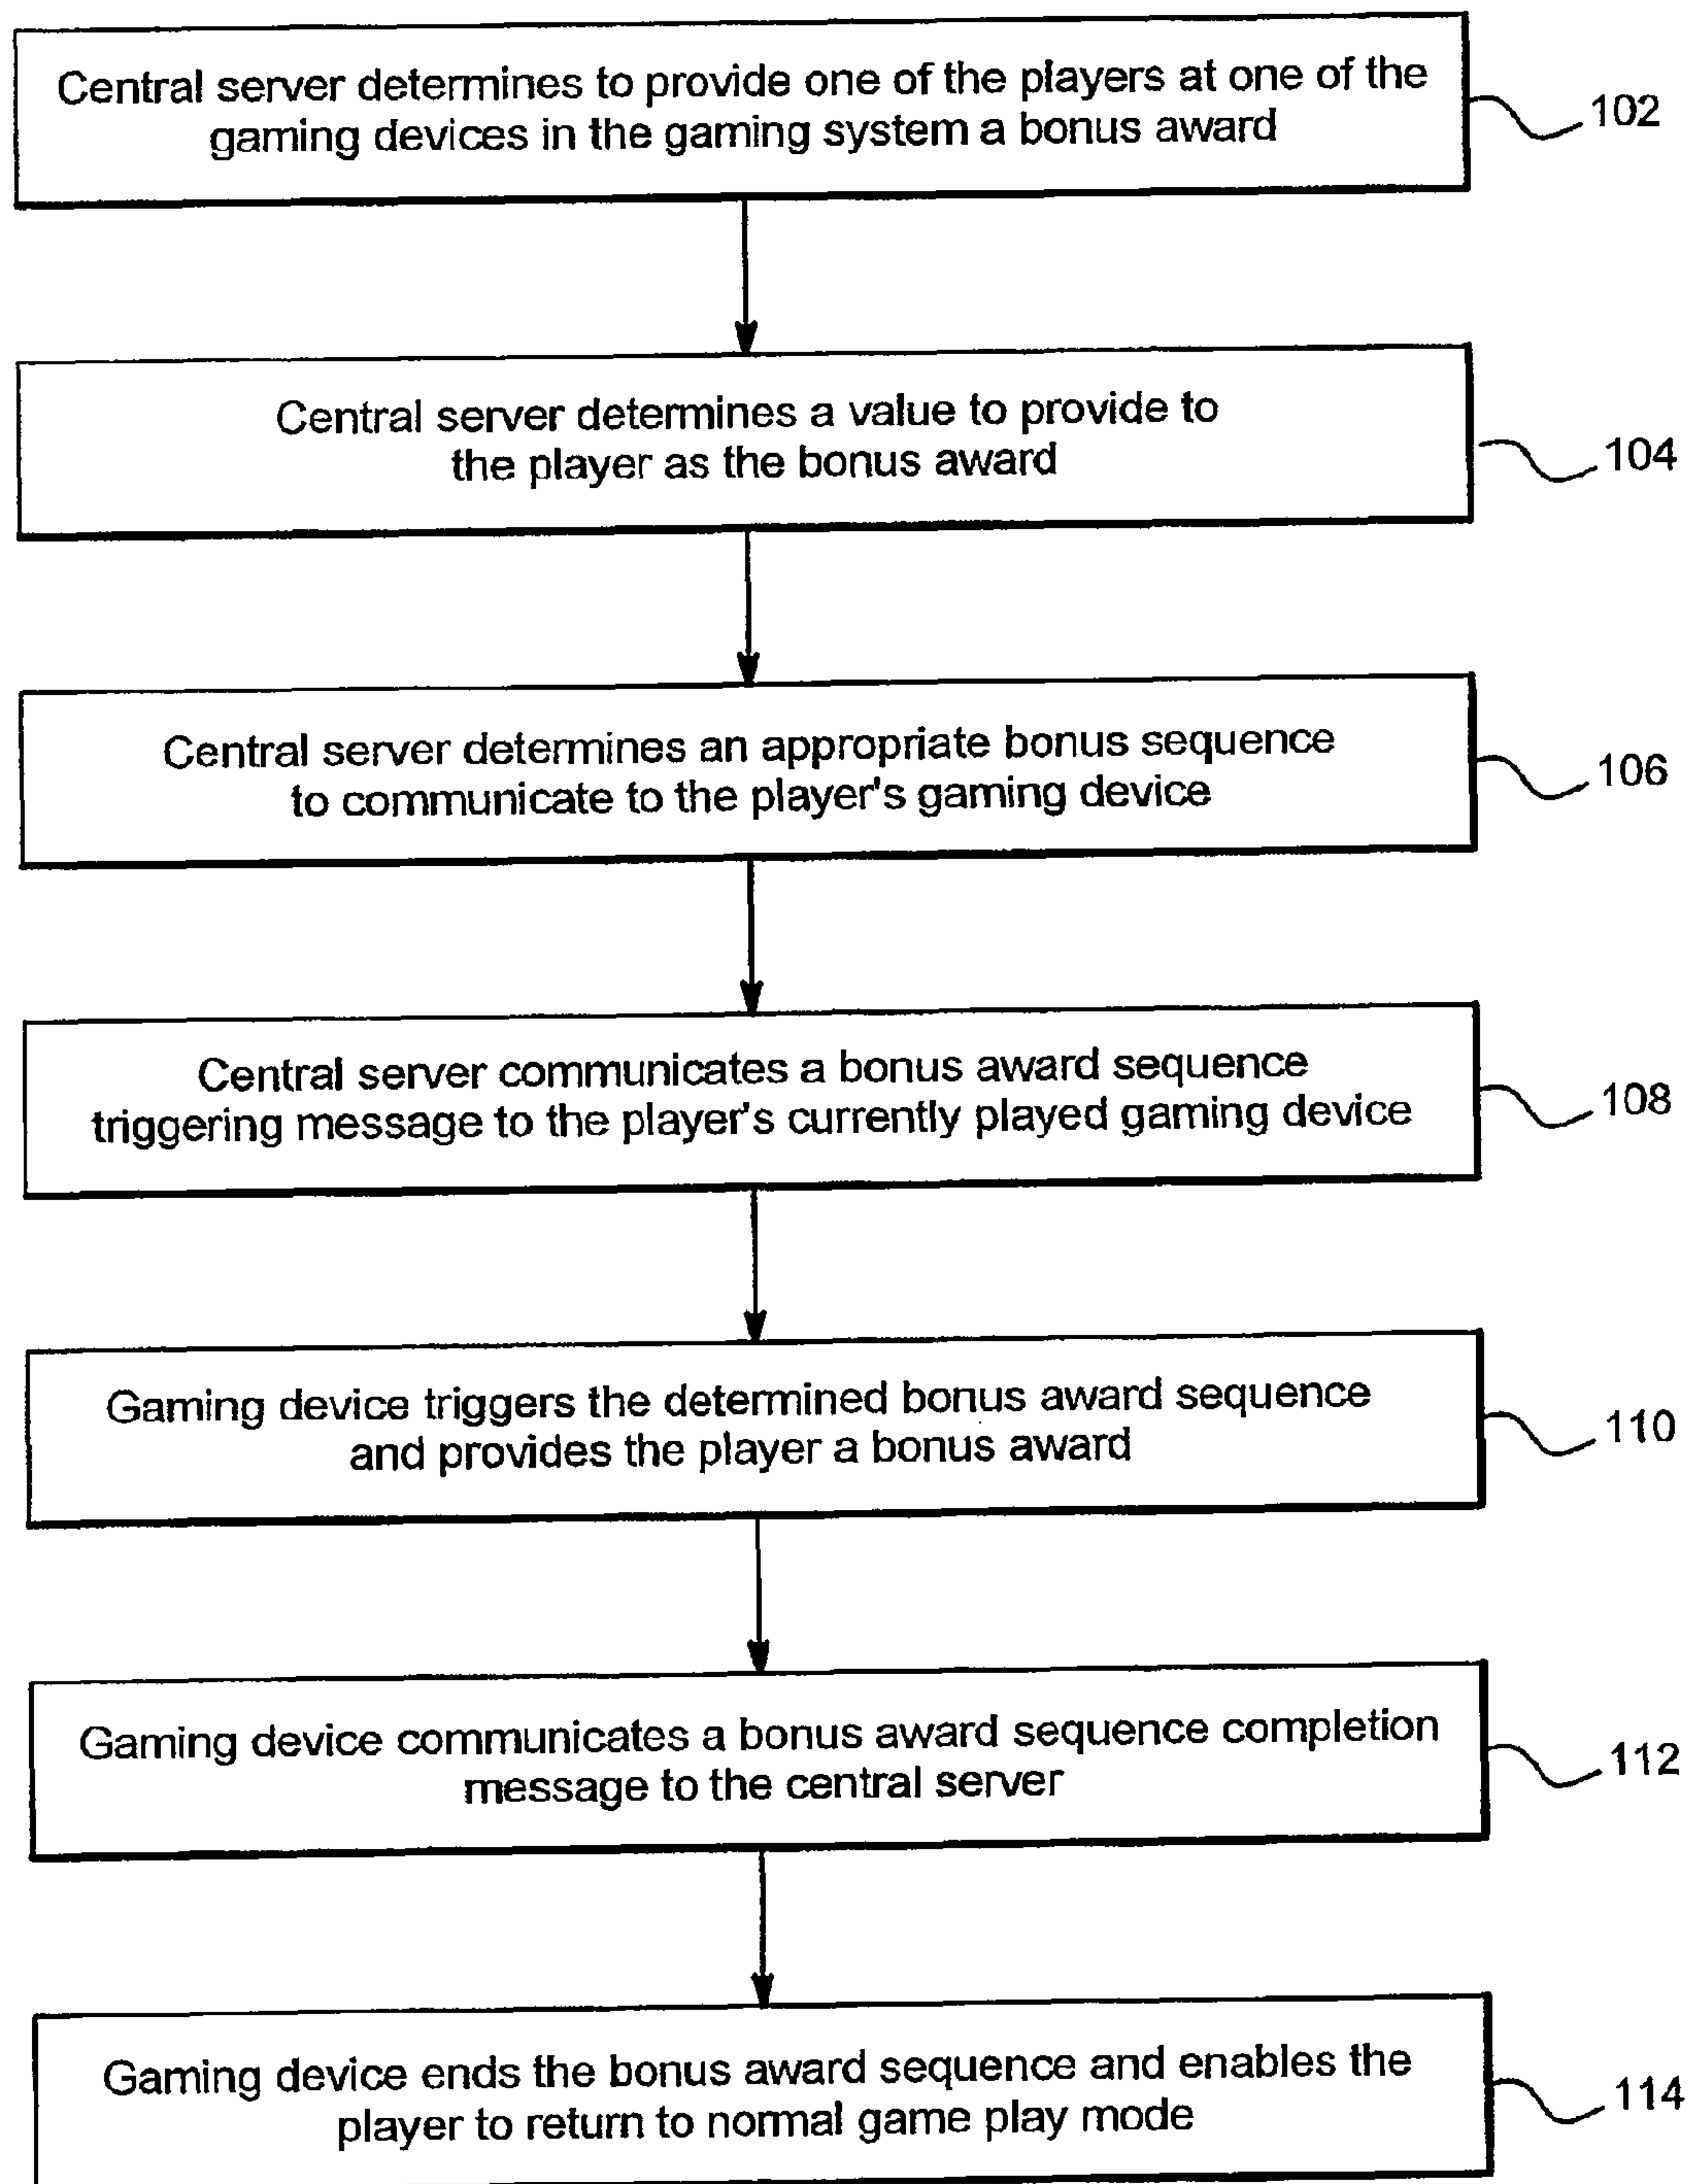 Central server determines to provide one of the players at one of the
gaming devices in the gaming system a bonus award
102
Central server determines a value to provide to
the player as the bonus award
104
Central server determines an appropriate bonus sequence
to communicate to the player's gaming device
106
Central server communicates a bonus award sequence
triggering message to the player's currently played gaming device
108
Gaming device triggers the determined bonus award sequence
and provides the player a bonus award
110
Gaming device communicates a bonus award sequence completion
message to the central server
112
Gaming device ends the bonus award sequence and enables the
player to return to normal game play mode
114